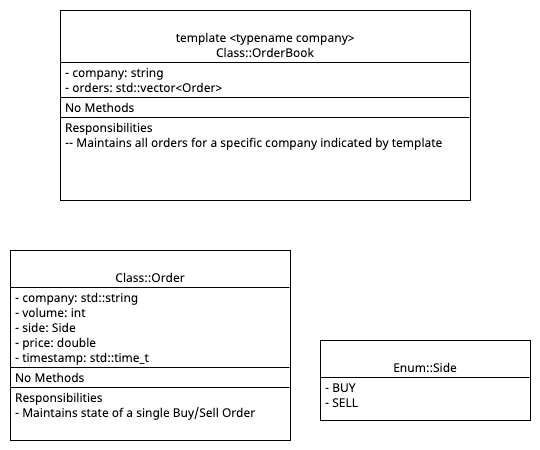 template <typename company>
Class::OrderBook
- company: string
- orders: std::vector<Order>
No Methods
Responsibilities
-- Maintains all orders for a specific company indicated by template
Class::Order
- company: std::string
- volume: int
- side: Side
- price: double
- timestamp: std::time_t
No Methods
Responsibilities
- Maintains state of a single Buy/Sell Order
Enum::Side
- BUY
- SELL